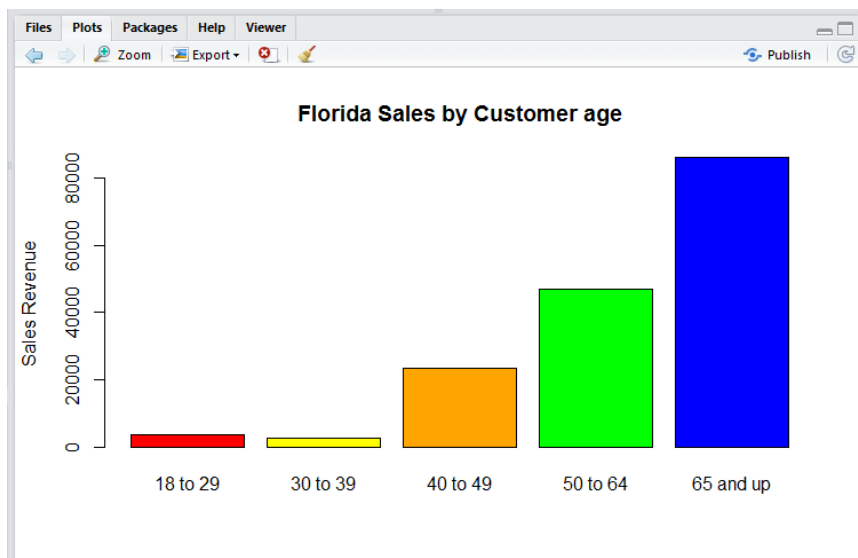 Files Plots Packages Help Viewer
Zoom Export Publish
Florida Sales by Customer age
Sales Revenue
80000
60000
40000
20000
0
18 to 29 30 to 39 40 to 49 50 to 64 65 and up